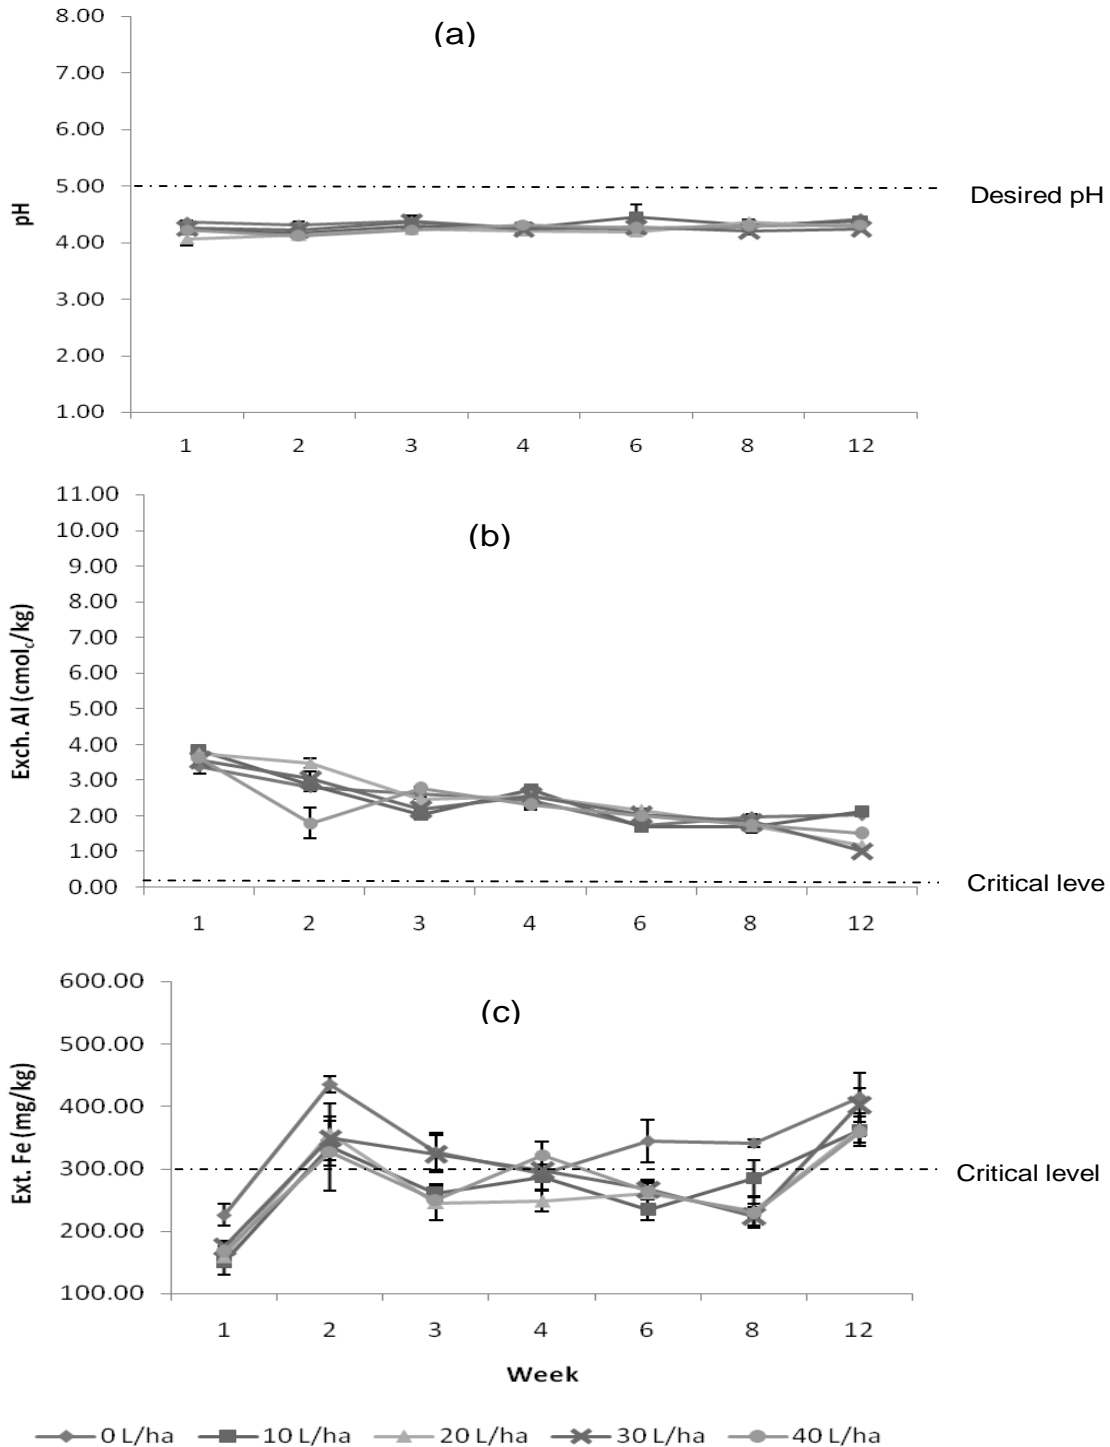 (a)
8.00
7.00
6.00
5.00
4.00
3.00
2.00
1.00
pH
Desired pH
1 2 3 4 6 8 12
(b)
11.00
10.00
9.00
8.00
7.00
6.00
5.00
4.00
3.00
2.00
1.00
0.00
Exch. Al (cmolc/kg)
Critical leve
1 2 3 4 6 8 12
(c)
600.00
500.00
400.00
300.00
200.00
100.00
Ext. Fe (mg/kg)
Critical level
1 2 3 4 6 8 12
Week
0 L/ha 10 L/ha 20 L/ha 30 L/ha 40 L/ha